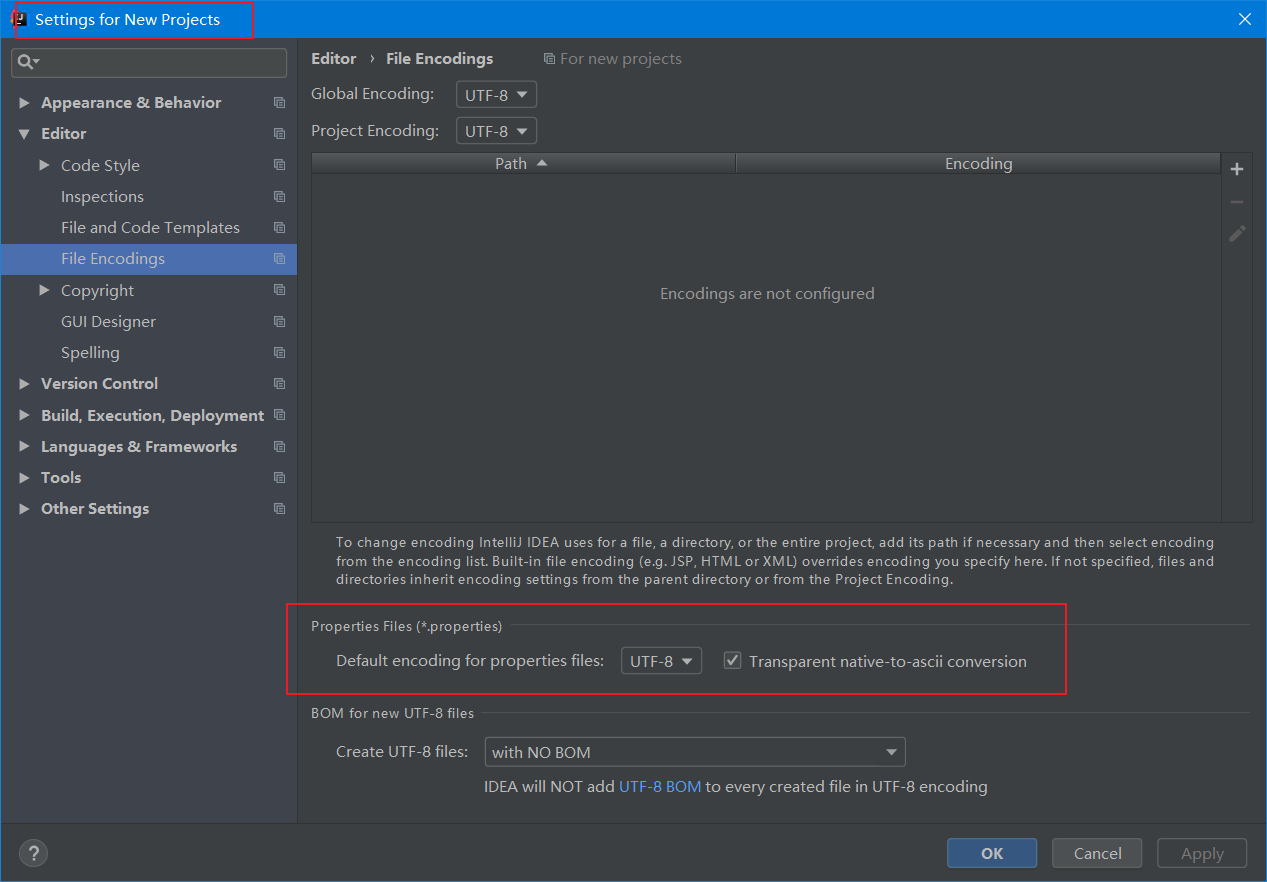 Settings for New Projects
Appearance & Behavior
Editor
Code Style
Inspections
File and Code Templates
File Encodings
Copyright
GUI Designer
Spelling
Version Control
Build, Execution, Deployment
Languages & Frameworks
Tools
Other Settings
Editor › File Encodings For new projects
Global Encoding: UTF-8
Project Encoding: UTF-8
Path Encoding
Encodings are not configured
To change encoding IntelliJ IDEA uses for a file, a directory, or the entire project, add its path if necessary and then select encoding
from the encoding list. Built-in file encoding (e.g. JSP, HTML or XML) overrides encoding you specify here. If not specified, files and
directories inherit encoding settings from the parent directory or from the Project Encoding.
Properties Files (*.properties)
Default encoding for properties files: UTF-8 Transparent native-to-ascii conversion
BOM for new UTF-8 files
Create UTF-8 files: with NO BOM
IDEA will NOT add UTF-8 BOM to every created file in UTF-8 encoding
? OK Cancel Apply